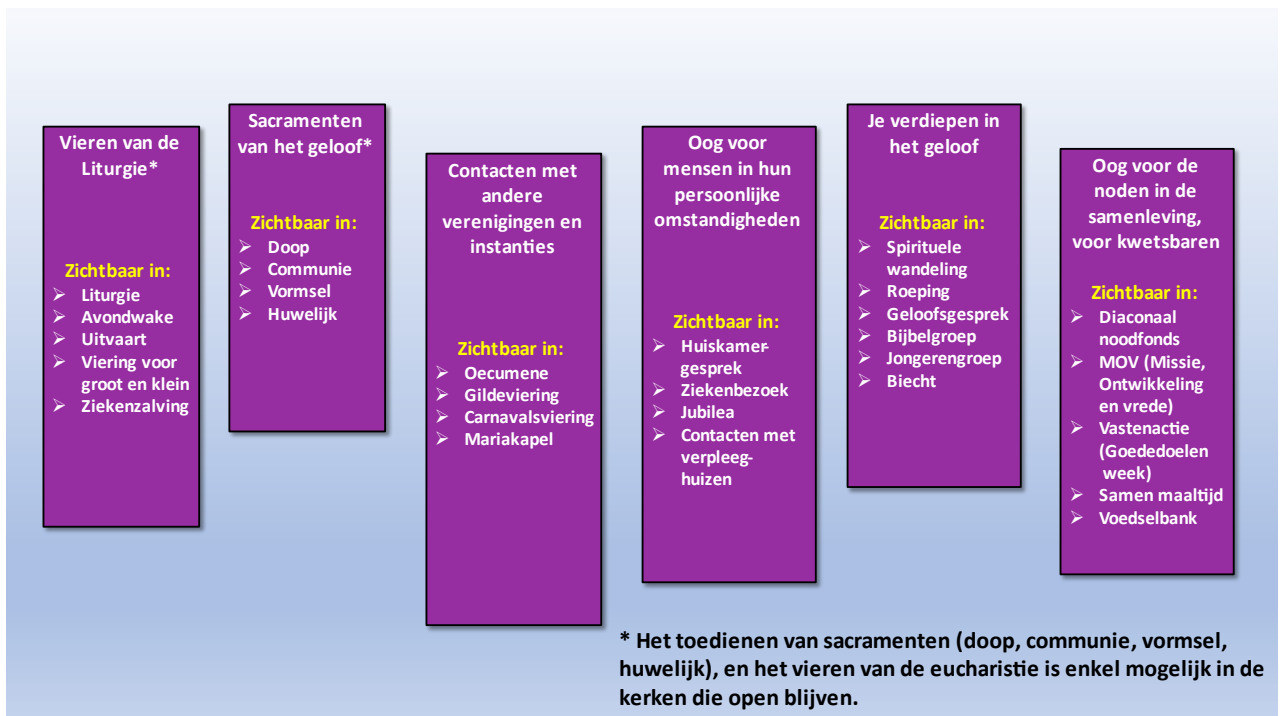 Vieren van de
Liturgie*
Zichtbaar in:
➢ Liturgie
➢ Avondwake
➢ Uitvaart
➢ Viering voor
groot en klein
➢ Ziekenzalving
Sacramenten
van het geloof*
Zichtbaar in:
➢ Doop
➢ Communie
➢ Vormsel
➢ Huwelijk
Contacten met
andere
verenigingen en
instanties
Zichtbaar in:
➢ Oecumene
➢ Gildeviering
➢ Carnavalsviering
➢ Mariakapel
Oog voor
mensen in hun
persoonlijke
omstandigheden
Zichtbaar in:
➢ Huiskamer-
gesprek
➢ Ziekenbezoek
➢ Jubilea
➢ Contacten met
verpleeg-
huizen
Je verdiepen in
het geloof
Zichtbaar in:
➢ Spirituele
wandeling
➢ Roeping
➢ Geloofsgesprek
➢ Bijbelgroep
➢ Jongerengroep
➢ Biecht
Oog voor de
noden in de
samenleving,
voor kwetsbaren
Zichtbaar in:
➢ Diaconaal
noodfonds
➢ MOV (Missie,
Ontwikkeling
en vrede)
➢ Vastenactie
(Goededoelen
week)
➢ Samen maaltijd
➢ Voedselbank
* Het toedienen van sacramenten (doop, communie, vormsel,
huwelijk), en het vieren van de eucharistie is enkel mogelijk in de
kerken die open blijven.